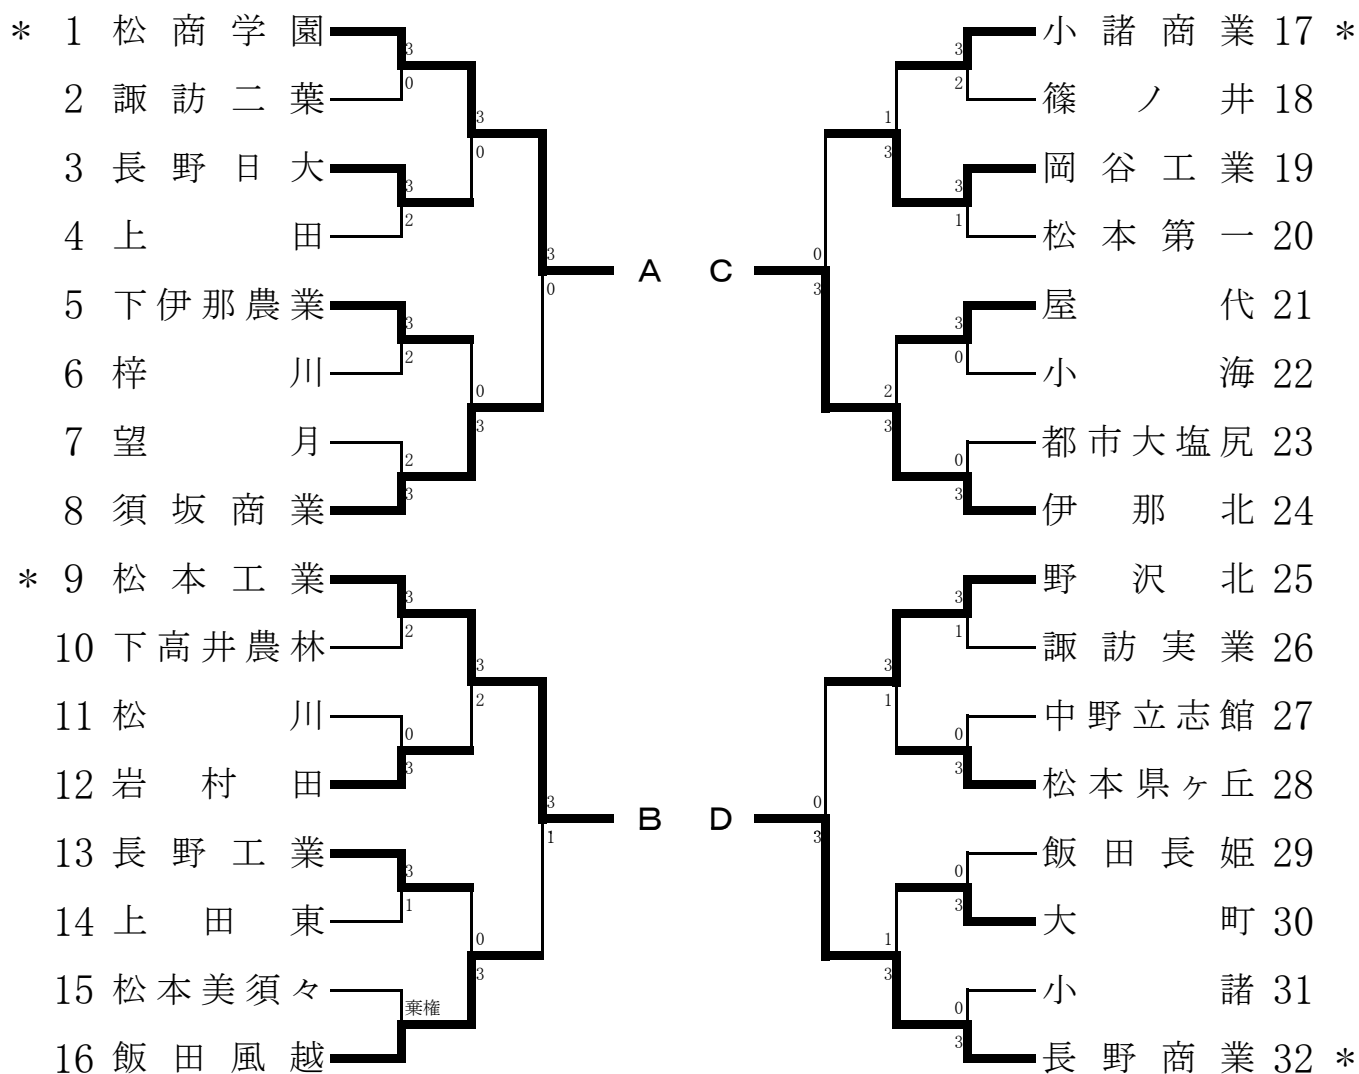 * 1 松商学園
2 諏訪二葉
3 長野日大
4 上田
5 下伊那農業
6 梓川
7 望月
8 須坂商業
* 9 松本工業
10 下高井農林
11 松川
12 岩村田
13 長野工業
14 上田東
15 松本美須々
16 飯田風越
3
0
3
2
3
2
2
3
3
2
0
3
3
1
棄権
3
0
0
3
3
2
0
3
3
0
3
1
A
B
C
D
0
3
0
3
1
3
2
3
3
1
1
3
3
2
3
1
3
0
0
3
3
1
0
3
0
3
0
3
小諸商業 17 *
篠ノ井 18
岡谷工業 19
松本第一 20
屋代 21
小海 22
都市大塩尻 23
伊那北 24
野沢北 25
諏訪実業 26
中野立志館 27
松本県ヶ丘 28
飯田長姫 29
大町 30
小諸 31
長野商業 32 *